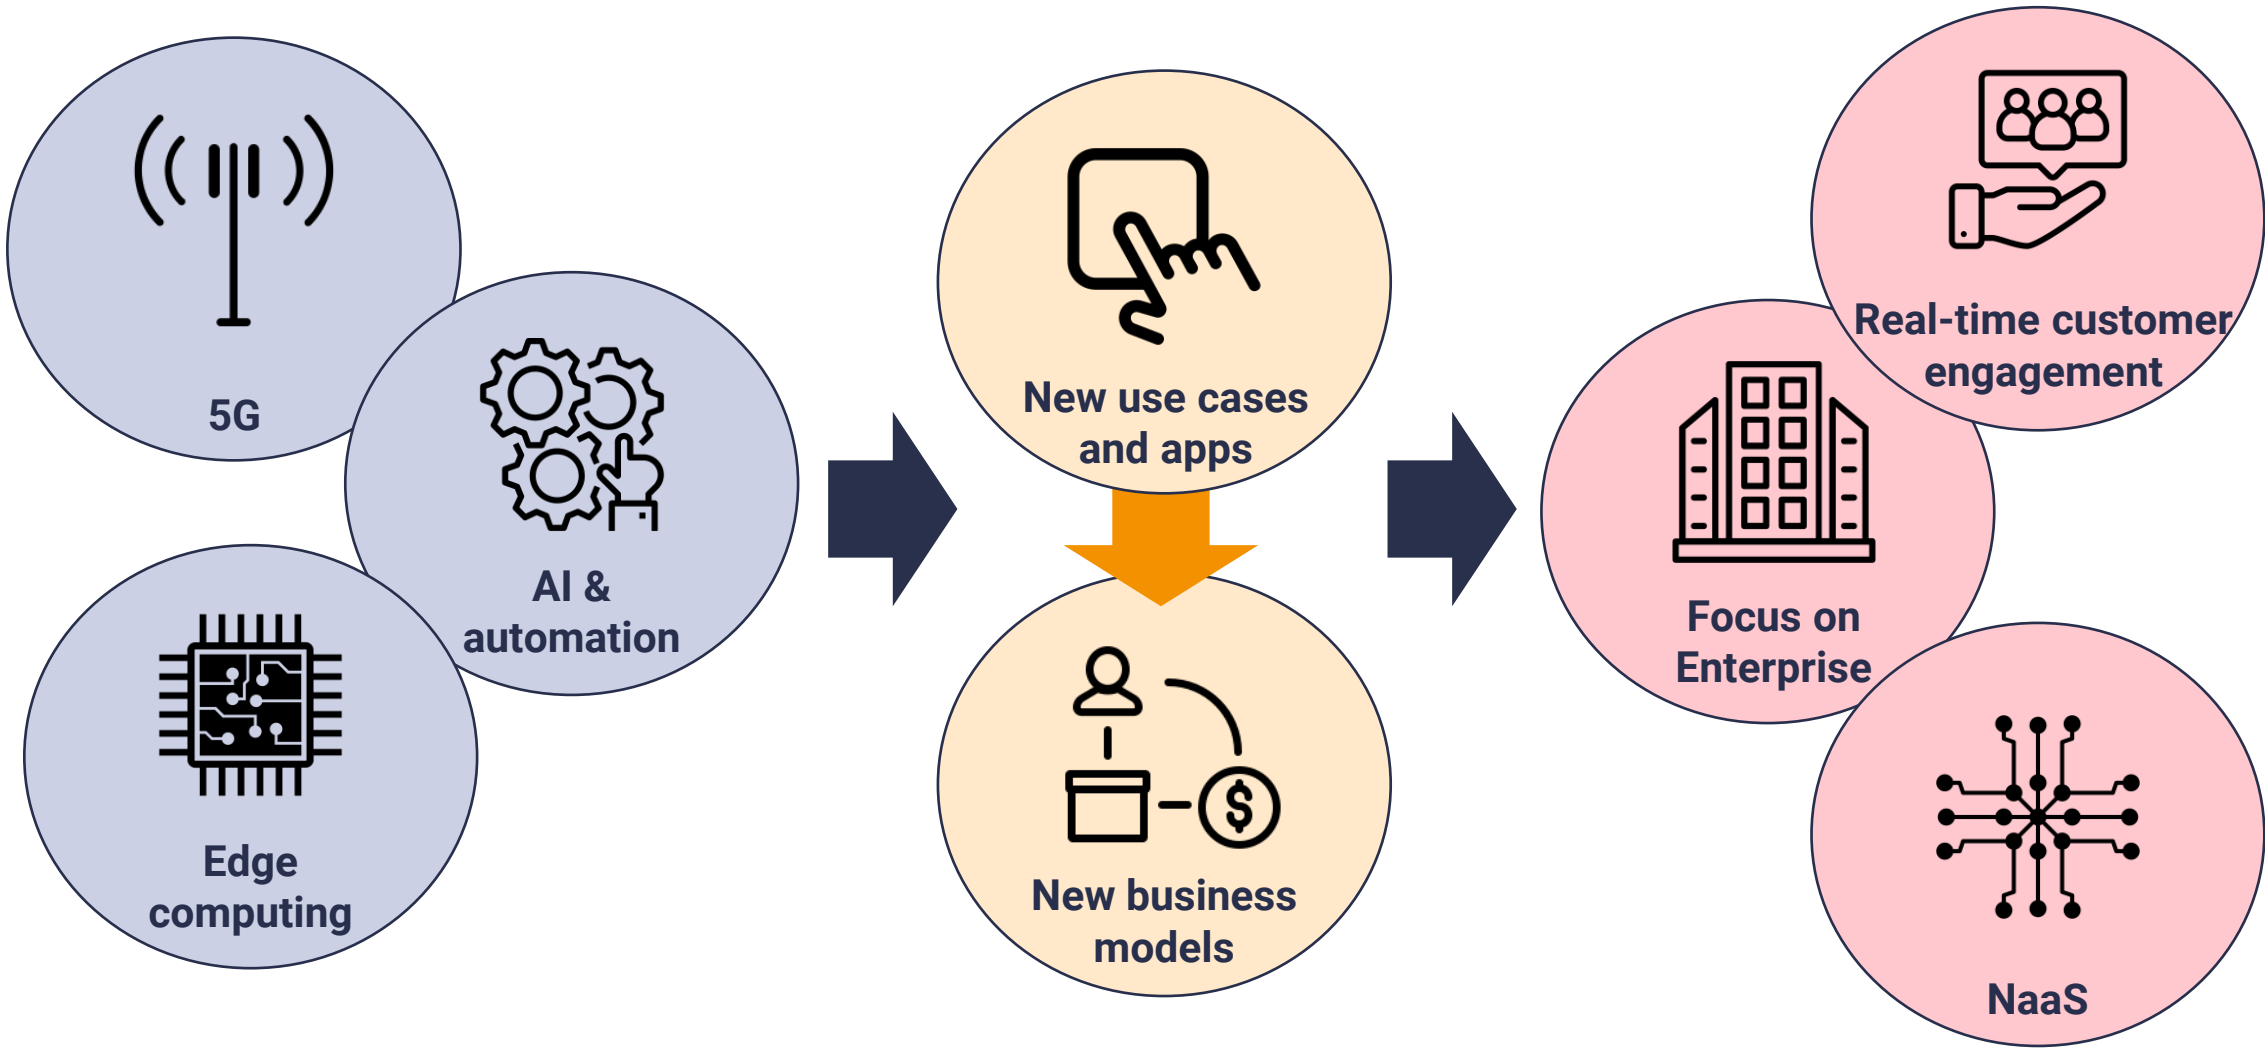 5G
AI &
automation
Edge
computing
New use cases
and apps
$
New business
models
Real-time customer
engagement
Focus on
Enterprise
NaaS